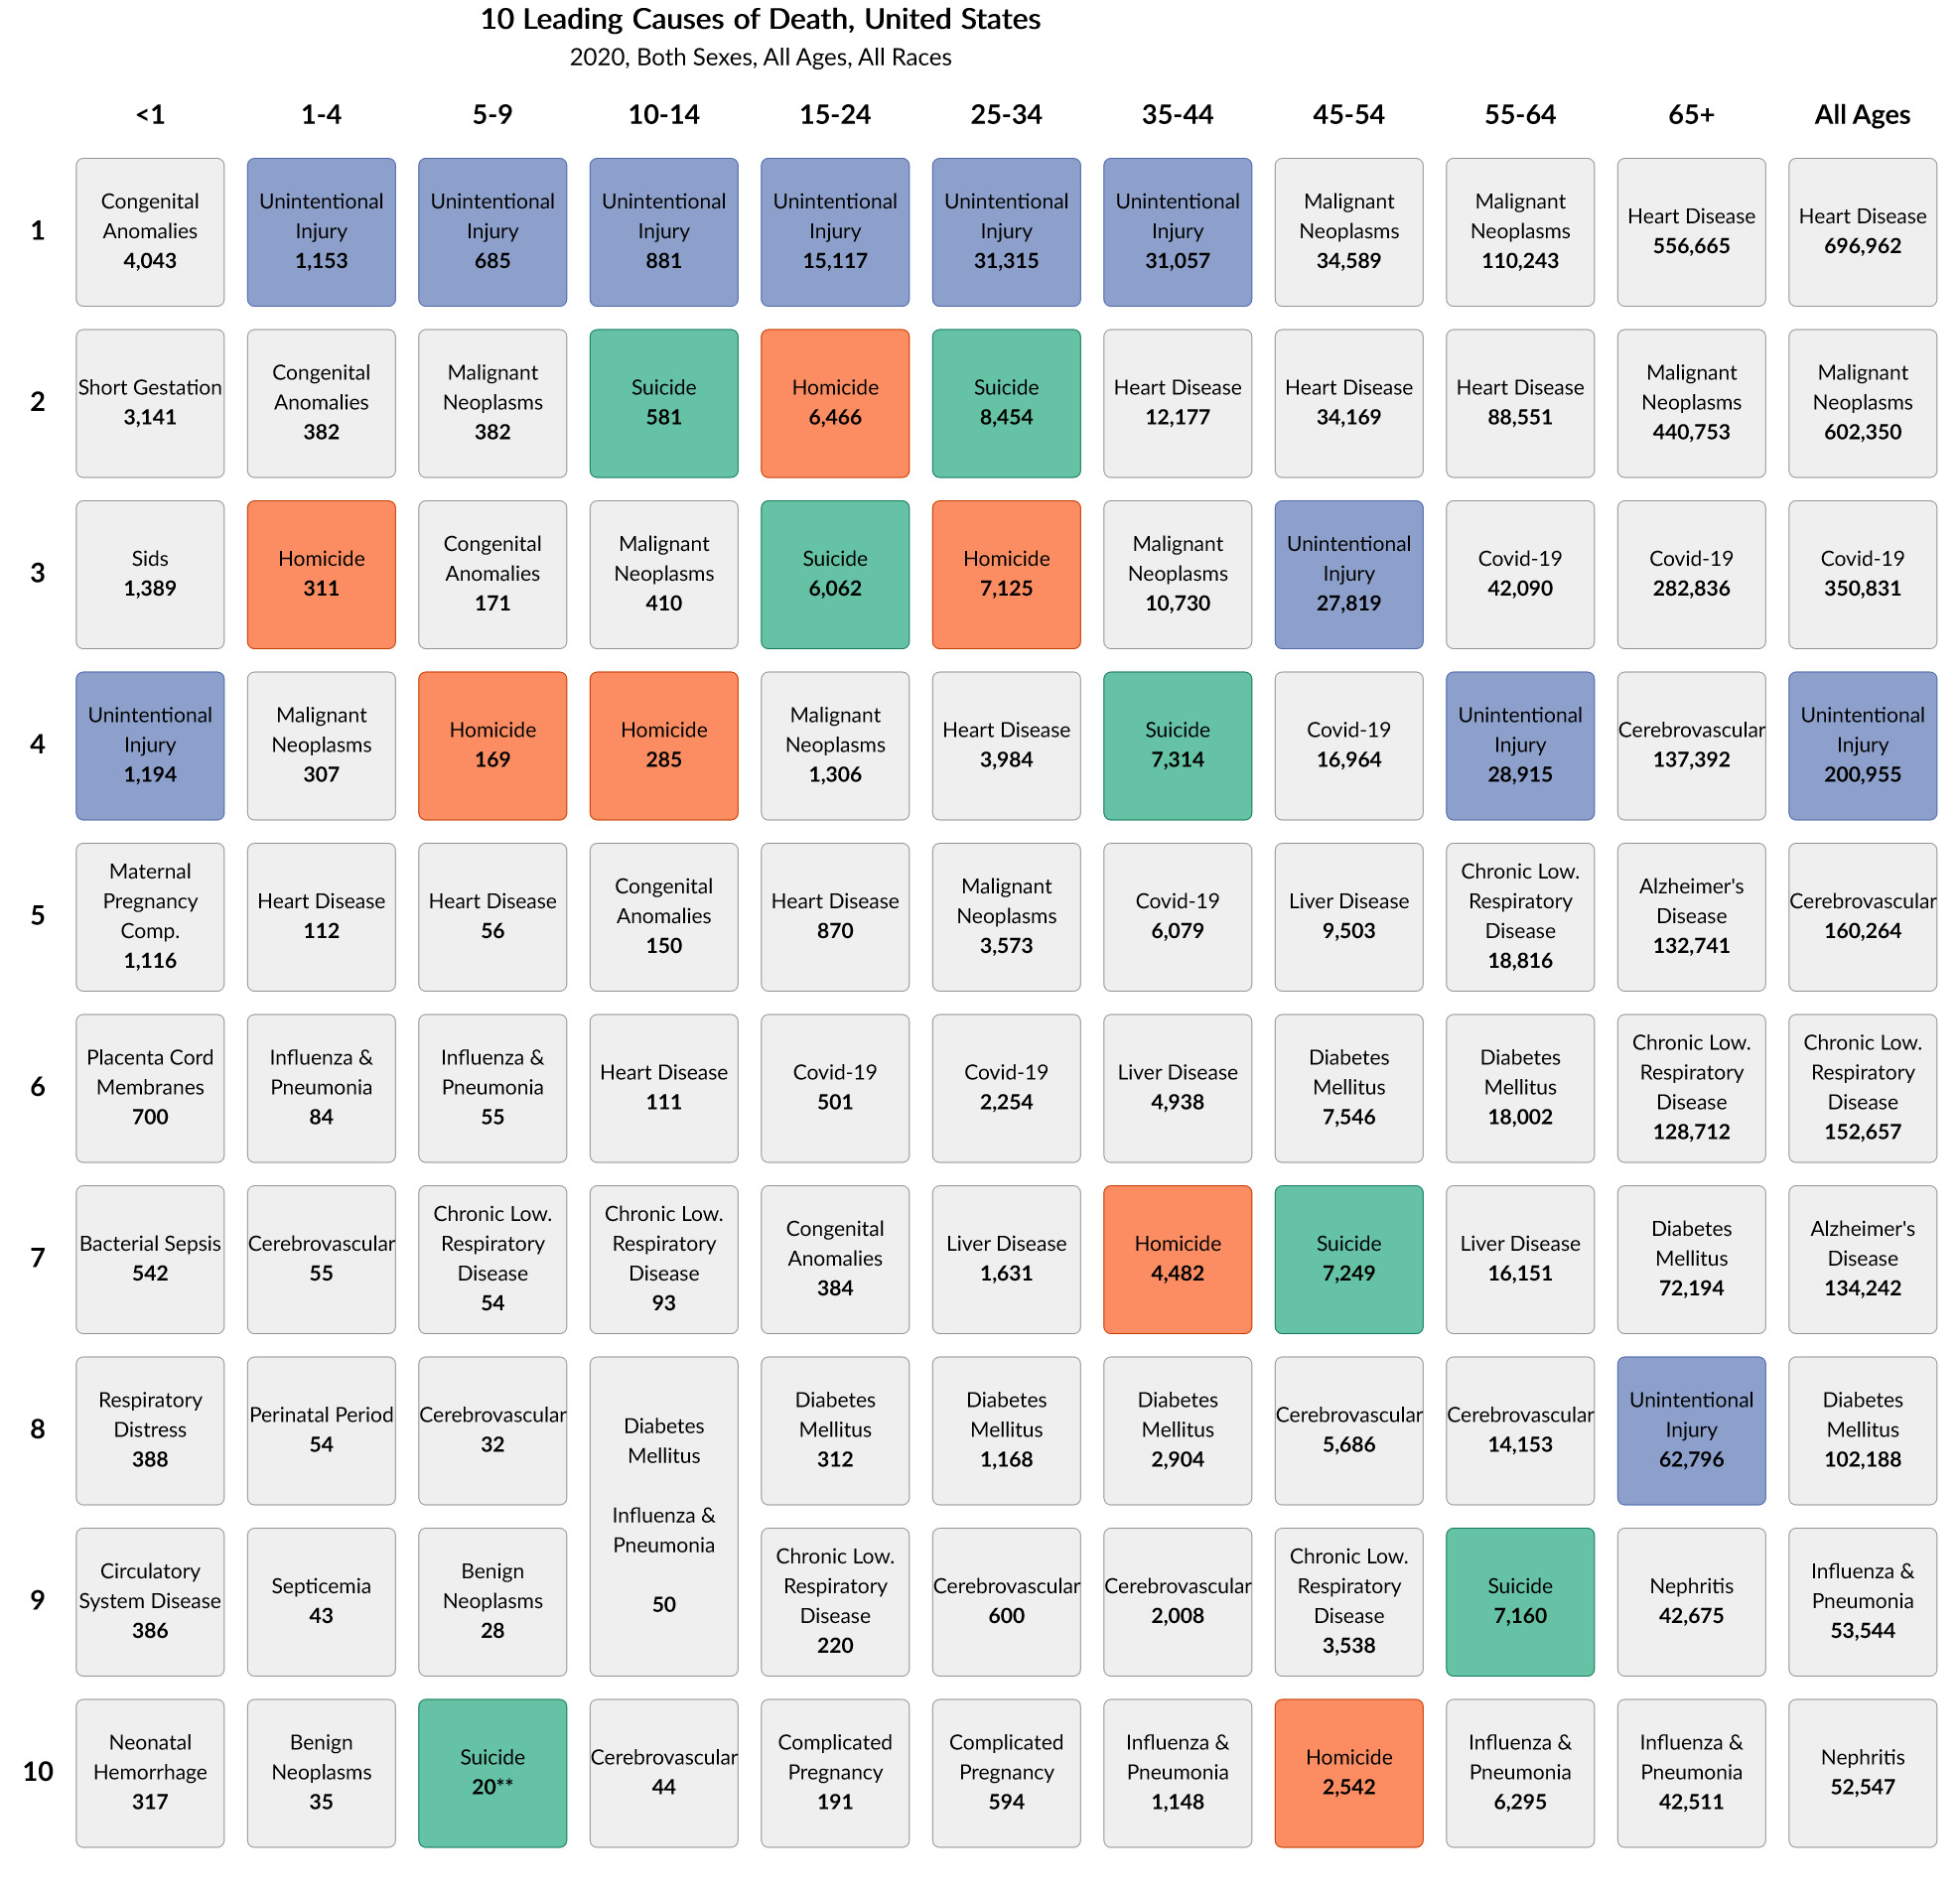 10 Leading Causes of Death, United States
2020, Both Sexes, All Ages, All Races
<1 1-4 5-9 10-14 15-24 25-34 35-44 45-54 55-64 65+ All Ages
1
Congenital
Anomalies
4,043
Unintentional
Injury
1,153
Unintentional
Injury
685
Unintentional
Injury
881
Unintentional
Injury
15,117
Unintentional
Injury
31,315
Unintentional
Injury
31,057
Malignant
Neoplasms
34,589
Malignant
Neoplasms
110,243
Heart Disease
556,665
Heart Disease
696,962
2
Short Gestation
3,141
Congenital
Anomalies
382
Malignant
Neoplasms
382
Suicide
581
Homicide
6,466
Suicide
8,454
Heart Disease
12,177
Heart Disease
34,169
Heart Disease
88,551
Malignant
Neoplasms
440,753
Malignant
Neoplasms
602,350
3
Sids
1,389
Homicide
311
Congenital
Anomalies
171
Malignant
Neoplasms
410
Suicide
6,062
Homicide
7,125
Malignant
Neoplasms
10,730
Unintentional
Injury
27,819
Covid-19
42,090
Covid-19
282,836
Covid-19
350,831
4
Unintentional
Injury
1,194
Malignant
Neoplasms
307
Homicide
169
Homicide
285
Malignant
Neoplasms
1,306
Heart Disease
3,984
Suicide
7,314
Covid-19
16,964
Unintentional
Injury
28,915
Cerebrovascular
137,392
Unintentional
Injury
200,955
5
Maternal
Pregnancy
Comp.
1,116
Heart Disease
112
Heart Disease
56
Congenital
Anomalies
150
Heart Disease
870
Malignant
Neoplasms
3,573
Covid-19
6,079
Liver Disease
9,503
Chronic Low.
Respiratory
Disease
18,816
Alzheimer's
Disease
132,741
Cerebrovascular
160,264
6
Placenta Cord
Membranes
700
Influenza &
Pneumonia
84
Influenza &
Pneumonia
55
Heart Disease
111
Covid-19
501
Covid-19
2,254
Liver Disease
4,938
Diabetes
Mellitus
7,546
Diabetes
Mellitus
18,002
Chronic Low.
Respiratory
Disease
128,712
Chronic Low.
Respiratory
Disease
152,657
7
Bacterial Sepsis
542
Cerebrovascular
55
Chronic Low.
Respiratory
Disease
54
Chronic Low.
Respiratory
Disease
93
Congenital
Anomalies
384
Liver Disease
1,631
Homicide
4,482
Suicide
7,249
Liver Disease
16,151
Diabetes
Mellitus
72,194
Alzheimer's
Disease
134,242
8
Respiratory
Distress
388
Perinatal Period
54
Cerebrovascular
32
Diabetes
Mellitus
Influenza &
Pneumonia
50
Diabetes
Mellitus
312
Diabetes
Mellitus
1,168
Diabetes
Mellitus
2,904
Cerebrovascular
5,686
Cerebrovascular
14,153
Unintentional
Injury
62,796
Diabetes
Mellitus
102,188
9
Circulatory
System Disease
386
Septicemia
43
Benign
Neoplasms
28
Chronic Low.
Respiratory
Disease
220
Cerebrovascular
600
Cerebrovascular
2,008
Chronic Low.
Respiratory
Disease
3,538
Suicide
7,160
Nephritis
42,675
Influenza &
Pneumonia
53,544
10
Neonatal
Hemorrhage
317
Benign
Neoplasms
35
Suicide
20**
Cerebrovascular
44
Complicated
Pregnancy
191
Complicated
Pregnancy
594
Influenza &
Pneumonia
1,148
Homicide
2,542
Influenza &
Pneumonia
6,295
Influenza &
Pneumonia
42,511
Nephritis
52,547